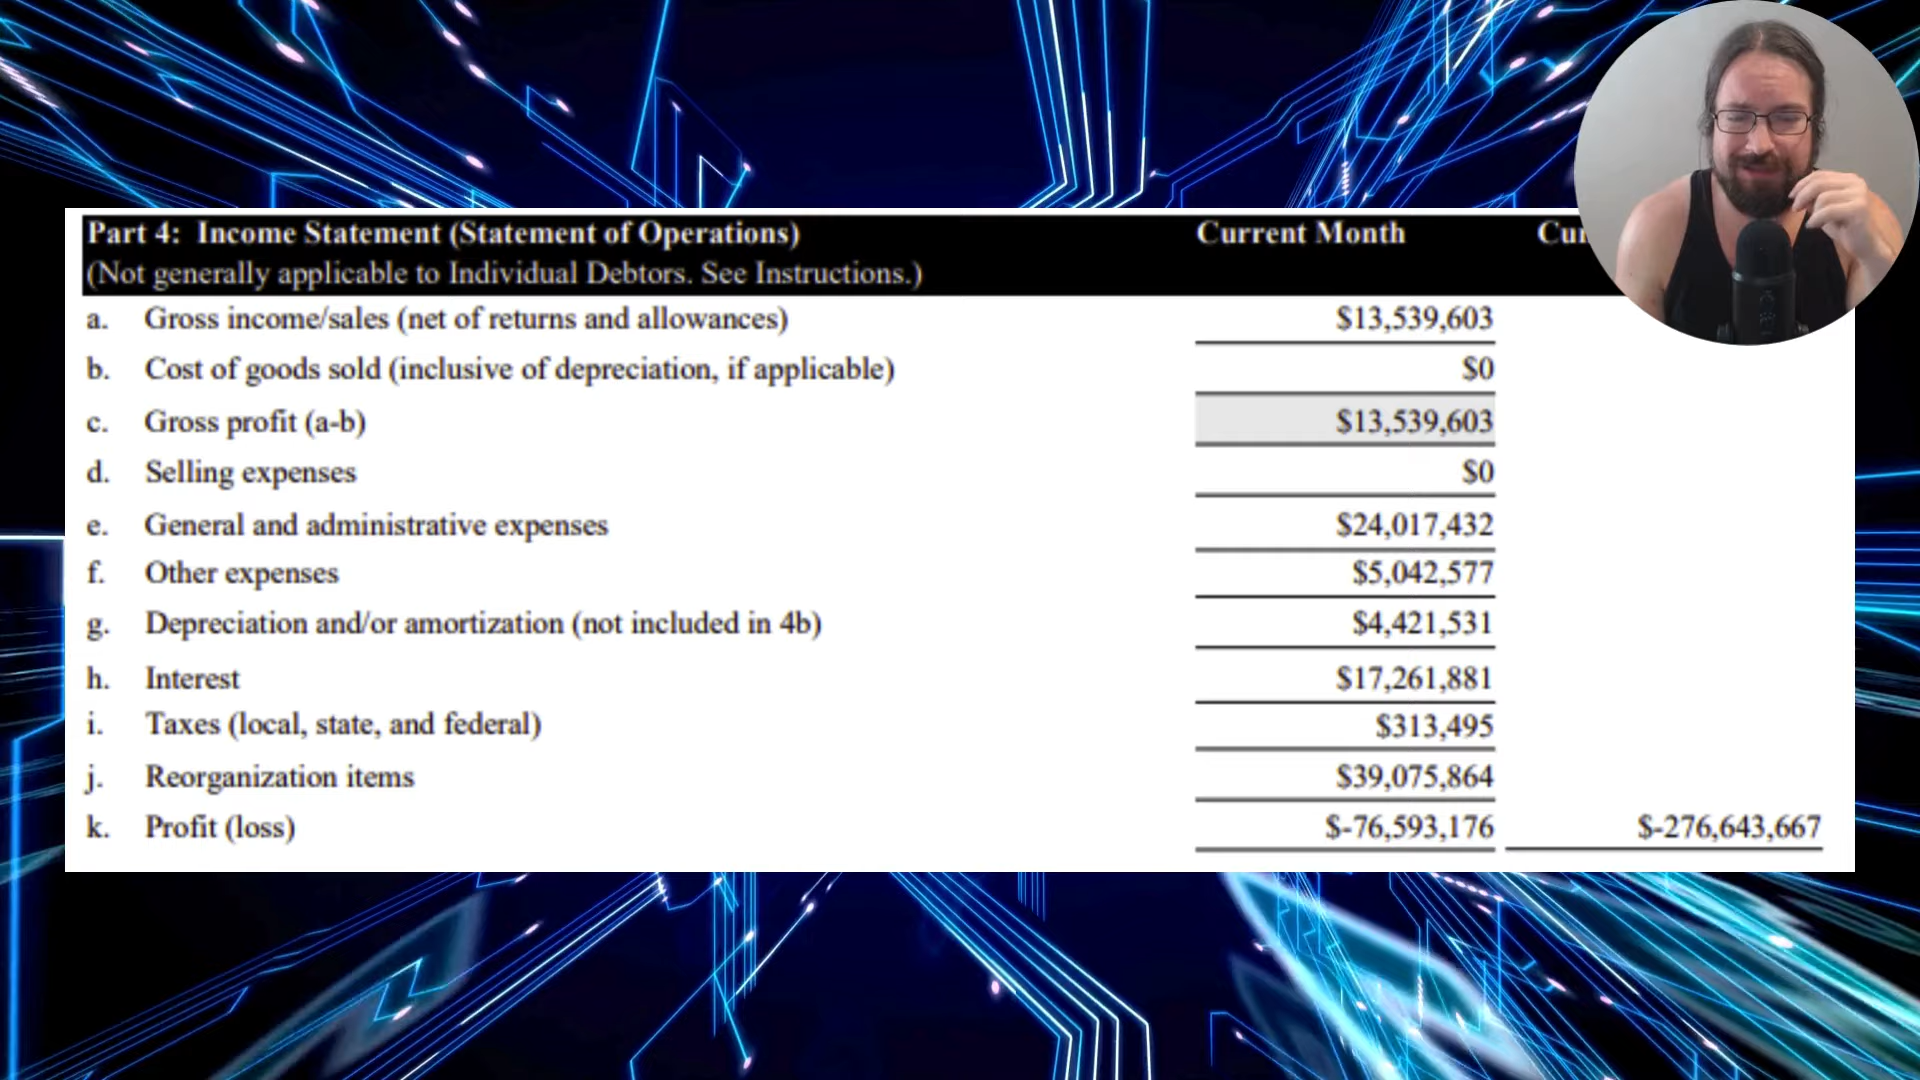 Part 4: Income Statement (Statement of Operations) Current Month
(Not generally applicable to Individual Debtors. See Instructions.)
a. Gross income/sales (net of returns and allowances) $13,539,603
b. Cost of goods sold (inclusive of depreciation, if applicable) $0
c. Gross profit (a-b) $13,539,603
d. Selling expenses $0
e. General and administrative expenses $24,017,432
f. Other expenses $5,042,577
g. Depreciation and/or amortization (not included in 4b) $4,421,531
h. Interest $17,261,881
i. Taxes (local, state, and federal) $313,495
j. Reorganization items $39,075,864
k. Profit (loss) $-76,593,176 $-276,643,667